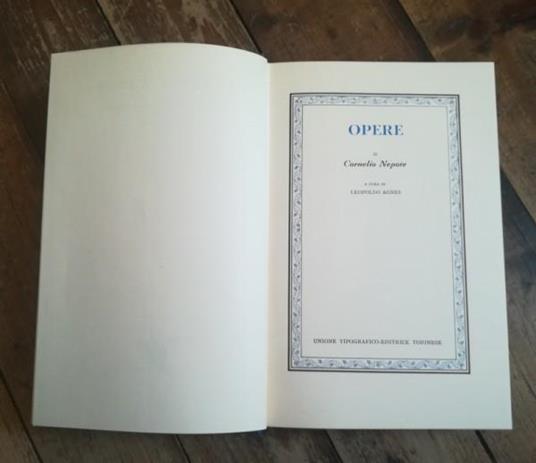 OPERE
di
Cornelio Nepote
A CURA DI
LEOPOLDO AGNES
UNIONE TIPOGRAFICO-EDITRICE TORINESE